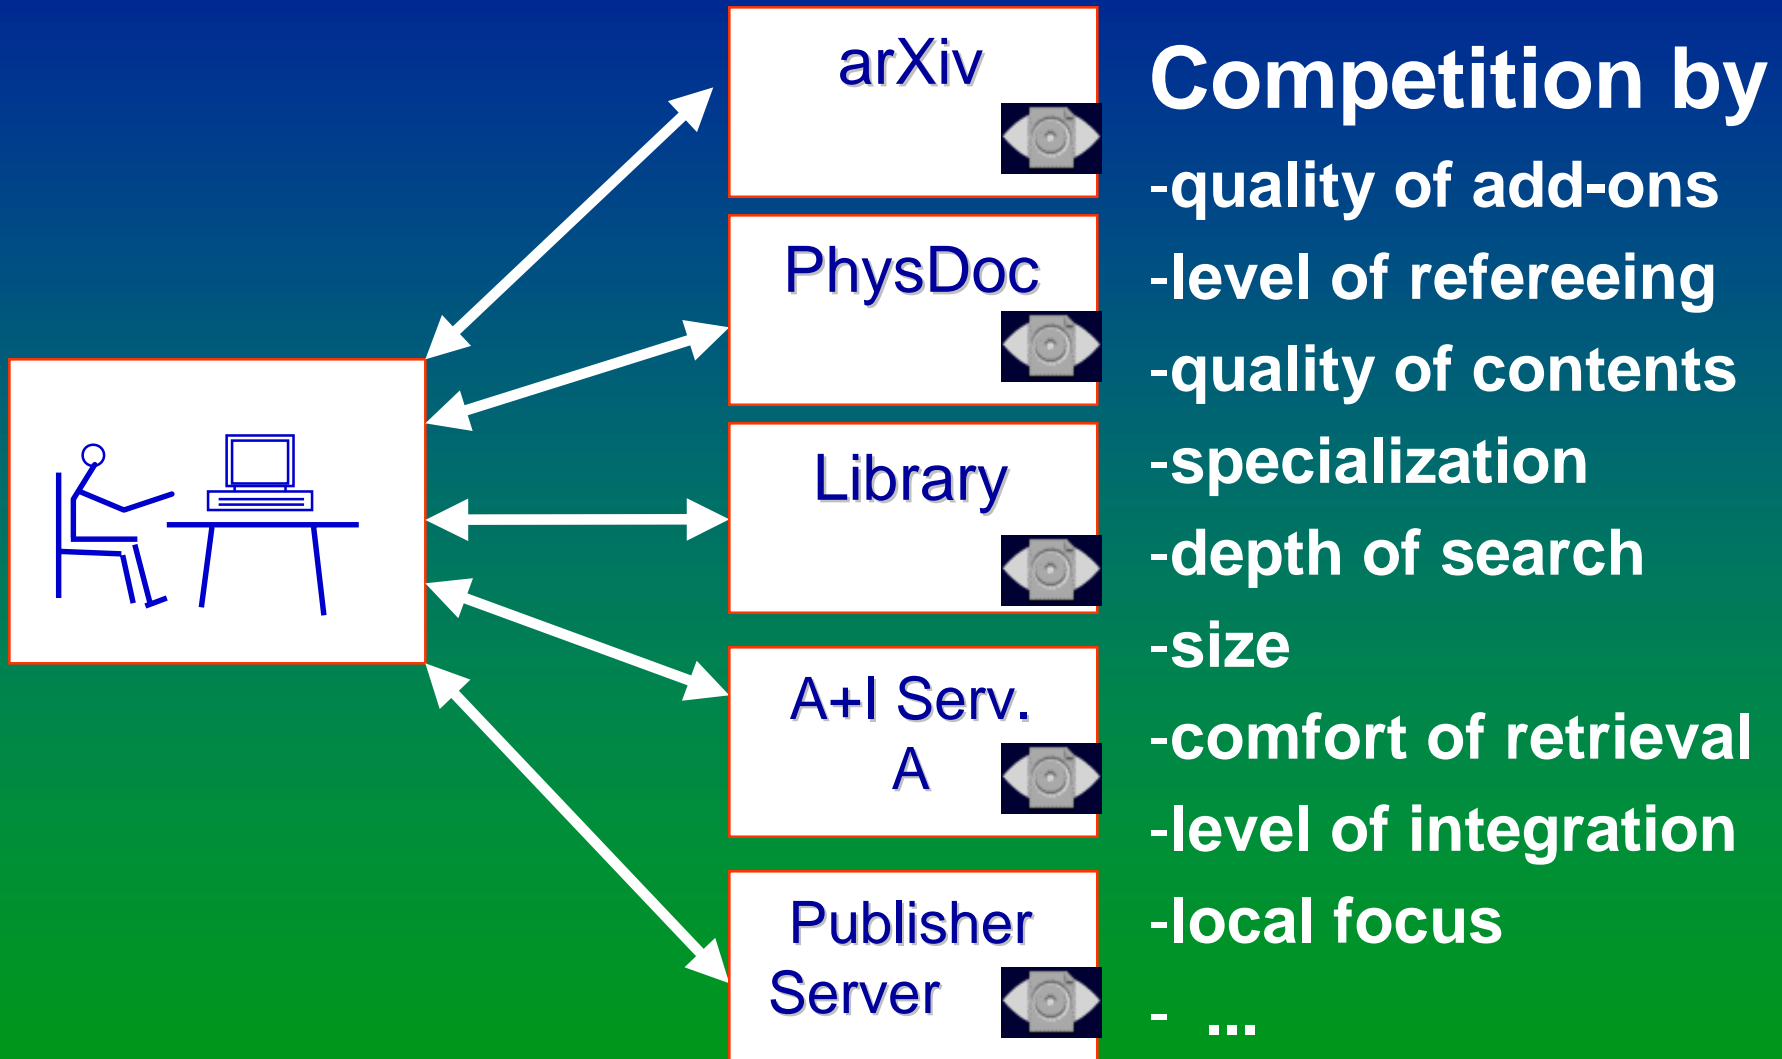 arXiv
PhysDoc
Library
A+I Serv.
A
Publisher
Server
Competition by
-quality of add-ons
-level of refereeing
-quality of contents
-specialization
-depth of search
-size
-comfort of retrieval
-level of integration
-local focus
- ...